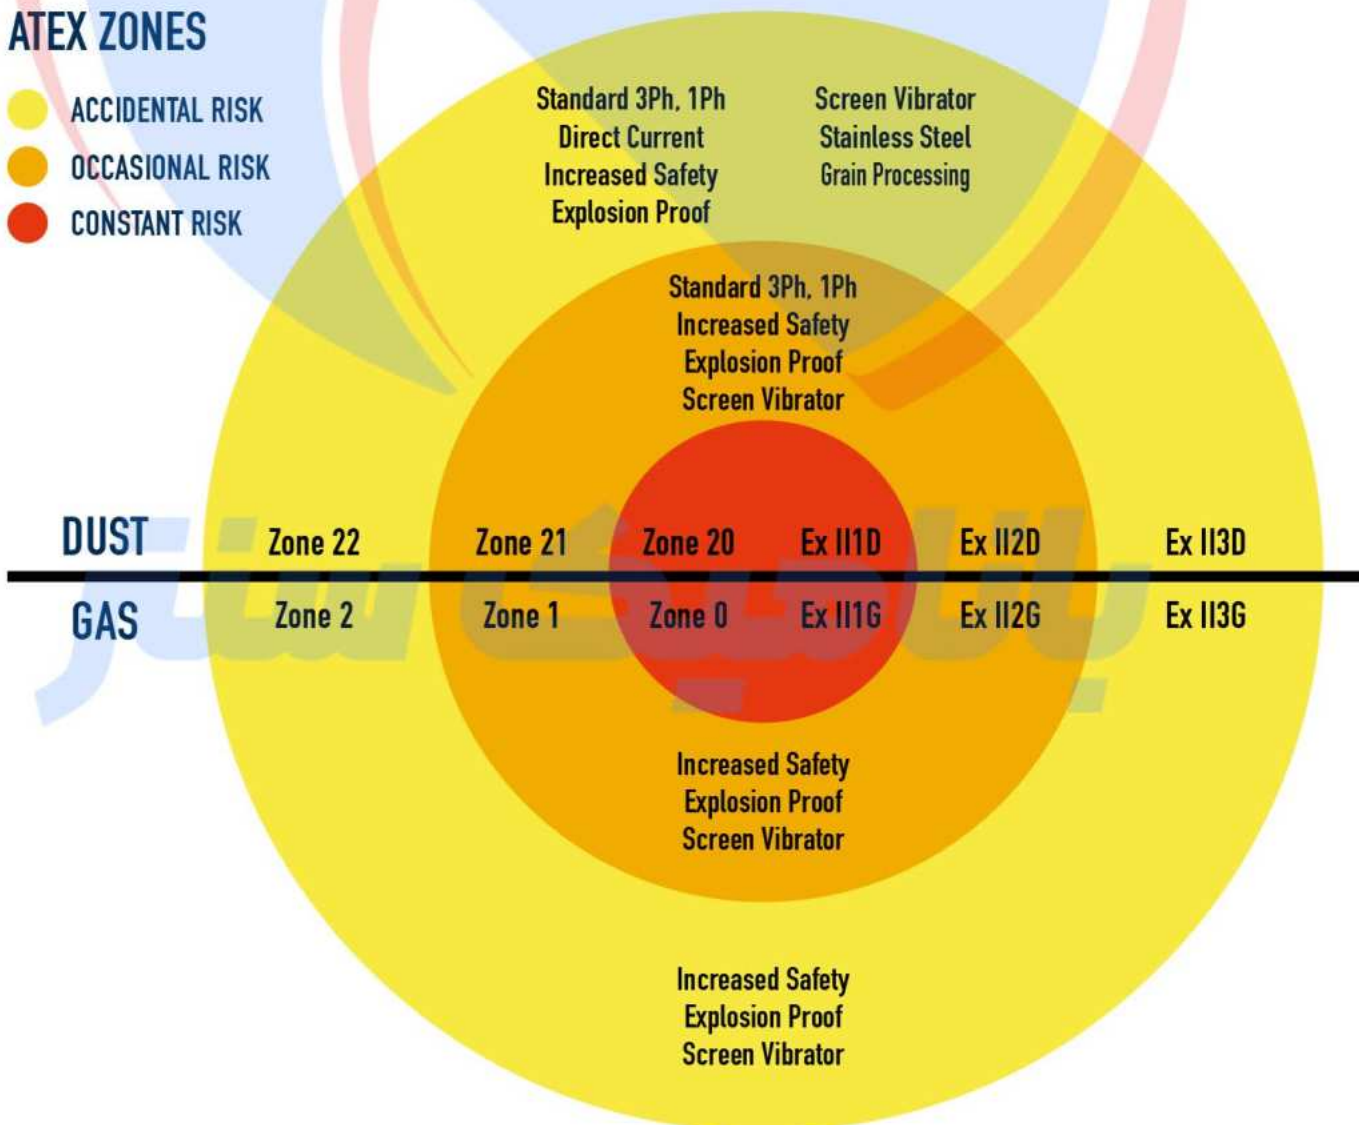 ATEX ZONES
ACCIDENTAL RISK
OCCASIONAL RISK
CONSTANT RISK
Standard 3Ph, 1Ph
Direct Current
Increased Safety
Explosion Proof
Screen Vibrator
Stainless Steel
Grain Processing
Standard 3Ph, 1Ph
Increased Safety
Explosion Proof
Screen Vibrator
DUST Zone 22 Zone 21 Zone 20 Ex II1D Ex II2D Ex II3D
GAS Zone 2 Zone 1 Zone 0 Ex II1G Ex II2G Ex II3G
Increased Safety
Explosion Proof
Screen Vibrator
Increased Safety
Explosion Proof
Screen Vibrator